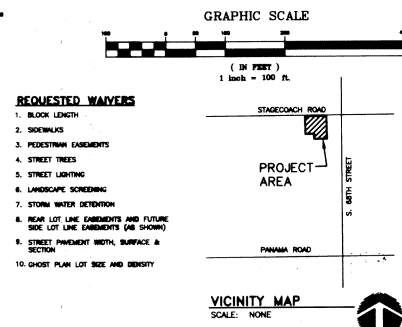 GRAPHIC SCALE
100 0 50 100 200
( IN FEET )
1 inch = 100 ft.
REQUESTED WAIVERS
1. BLOCK LENGTH
2. SIDEWALKS
3. PEDESTRIAN EASEMENTS
4. STREET TREES
5. STREET LIGHTING
6. LANDSCAPE SCREENING
7. STORM WATER DETENTION
8. REAR LOT LINE EASEMENTS AND FUTURE
SIDE LOT LINE EASEMENTS (AS SHOWN)
9. STREET PAVEMENT WIDTH, SURFACE &
SECTION
10. GHOST PLAN LOT SIZE AND DENSITY
STAGECOACH ROAD
PROJECT
AREA
S. 68TH STREET
PANAMA ROAD
VICINITY MAP
SCALE: NONE